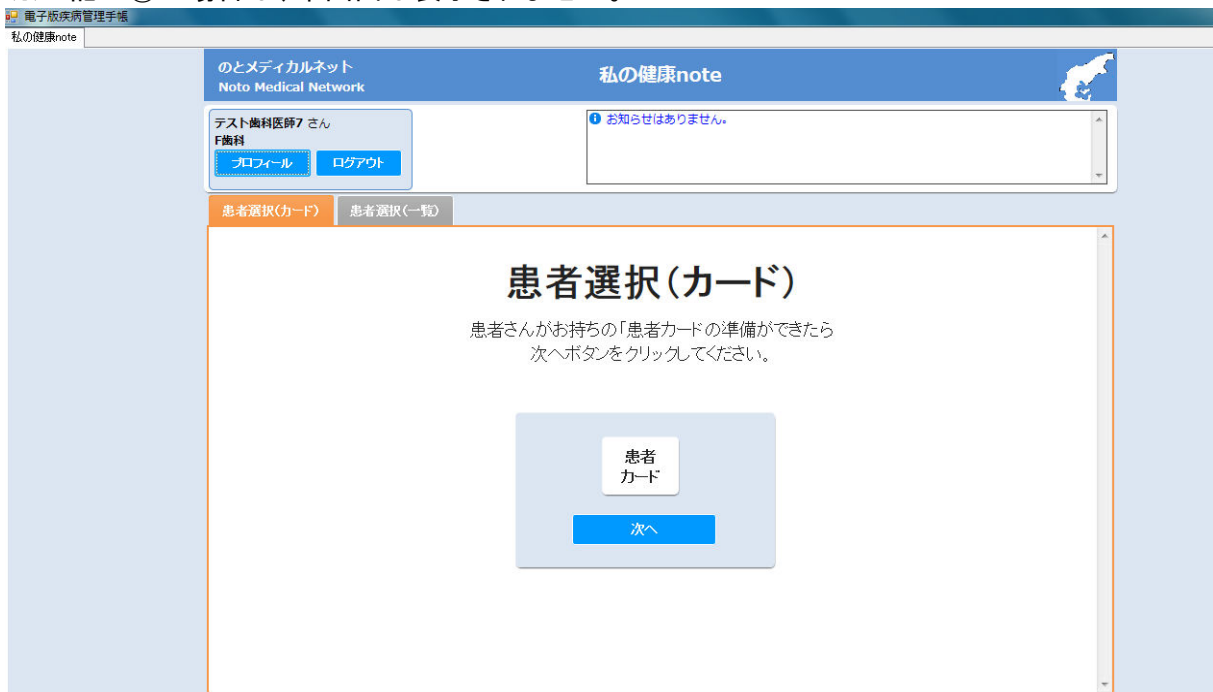 電子版疾病管理手帳
私の健康note
のとメディカルネット
Noto Medical Network
私の健康note
テスト歯科医師7 さん
F歯科
プロフィール ログアウト
お知らせはありません。
患者選択(カード) 患者選択(一覧)
患者選択(カード)
患者さんがお持ちの「患者カードの準備ができたら
次へボタンをクリックしてください。
患者
カード
次へ